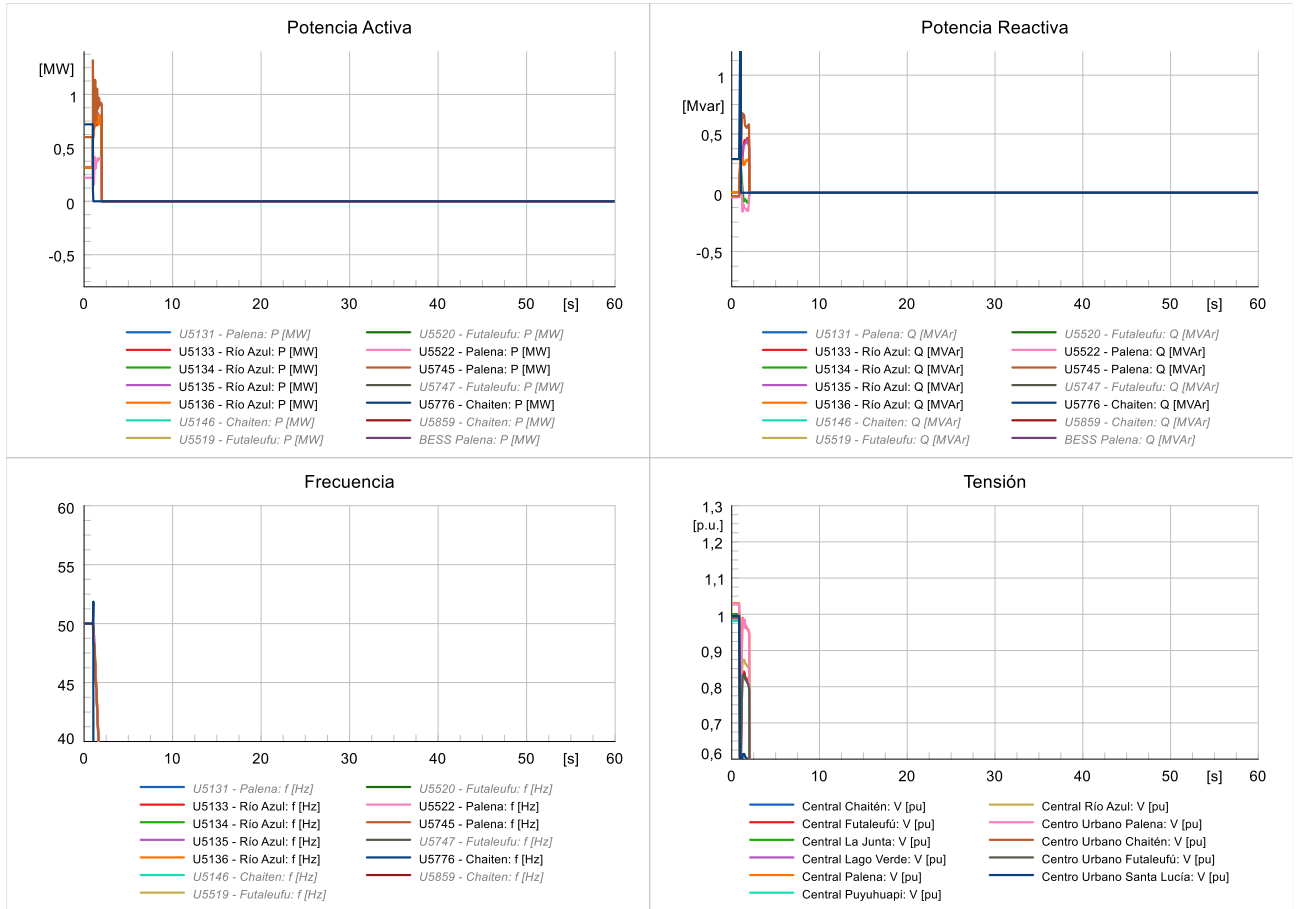 Potencia Activa
[MW]
1
0,5
0
-0,5
0 10 20 30 40 [s] 60
U5131 - Palena: P [MW] U5520 - Futaleufu: P [MW]
U5133 - Río Azul: P [MW] U5522 - Palena: P [MW]
U5134 - Río Azul: P [MW] U5745 - Palena: P [MW]
U5135 - Río Azul: P [MW] U5747 - Futaleufu: P [MW]
U5136 - Río Azul: P [MW] U5776 - Chaiten: P [MW]
U5146 - Chaiten: P [MW] U5859 - Chaiten: P [MW]
U5519 - Futaleufu: P [MW] BESS Palena: P [MW]
Potencia Reactiva
1
[Mvar]
0,5
0
-0,5
0 10 20 30 40 [s] 60
U5131 - Palena: Q [MVAr] U5520 - Futaleufu: Q [MVAr]
U5133 - Río Azul: Q [MVAr] U5522 - Palena: Q [MVAr]
U5134 - Río Azul: Q [MVAr] U5745 - Palena: Q [MVAr]
U5135 - Río Azul: Q [MVAr] U5747 - Futaleufu: Q [MVAr]
U5136 - Río Azul: Q [MVAr] U5776 - Chaiten: Q [MVAr]
U5146 - Chaiten: Q [MVAr] U5859 - Chaiten: Q [MVAr]
U5519 - Futaleufu: Q [MVAr] BESS Palena: Q [MVAr]
Frecuencia
60
55
50
45
40
0 10 20 30 40 [s] 60
U5131 - Palena: f [Hz] U5520 - Futaleufu: f [Hz]
U5133 - Río Azul: f [Hz] U5522 - Palena: f [Hz]
U5134 - Río Azul: f [Hz] U5745 - Palena: f [Hz]
U5135 - Río Azul: f [Hz] U5747 - Futaleufu: f [Hz]
U5136 - Río Azul: f [Hz] U5776 - Chaiten: f [Hz]
U5146 - Chaiten: f [Hz] U5859 - Chaiten: f [Hz]
U5519 - Futaleufu: f [Hz]
Tensión
1,3
[p.u.]
1,2
1,1
1
0,9
0,8
0,7
0,6
0 10 20 30 40 [s] 60
Central Chaitén: V [pu] Central Río Azul: V [pu]
Central Futaleufú: V [pu] Centro Urbano Palena: V [pu]
Central La Junta: V [pu] Centro Urbano Chaitén: V [pu]
Central Lago Verde: V [pu] Centro Urbano Futaleufú: V [pu]
Central Palena: V [pu] Centro Urbano Santa Lucía: V [pu]
Central Puyuhuapi: V [pu]